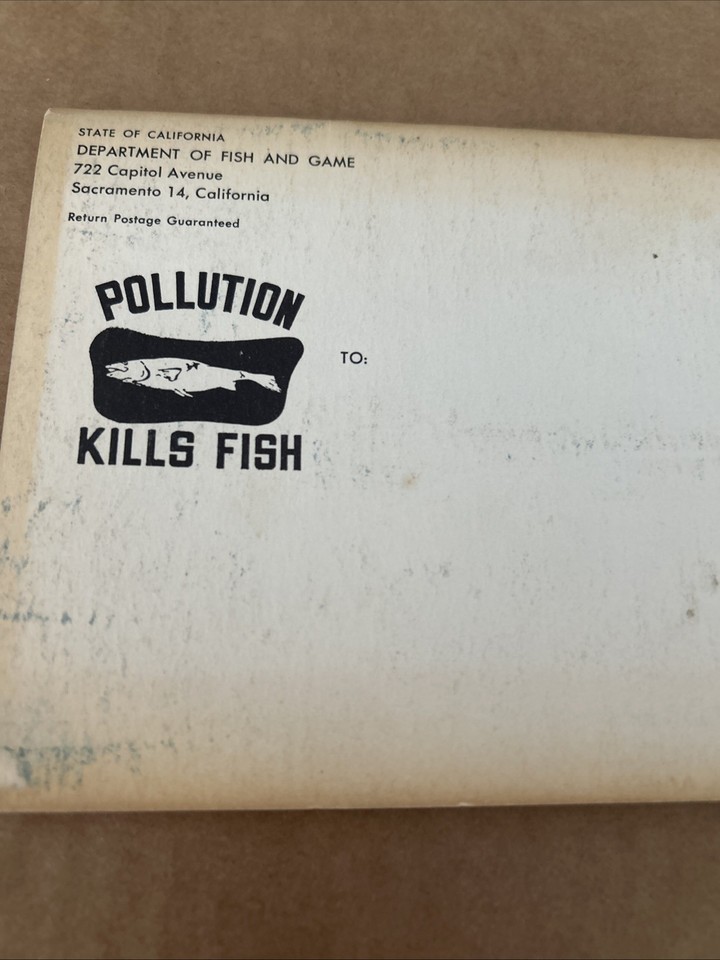 STATE OF CALIFORNIA
DEPARTMENT OF FISH AND GAME
722 Capitol Avenue
Sacramento 14, California
Return Postage Guaranteed
POLLUTION
KILLS FISH
TO: